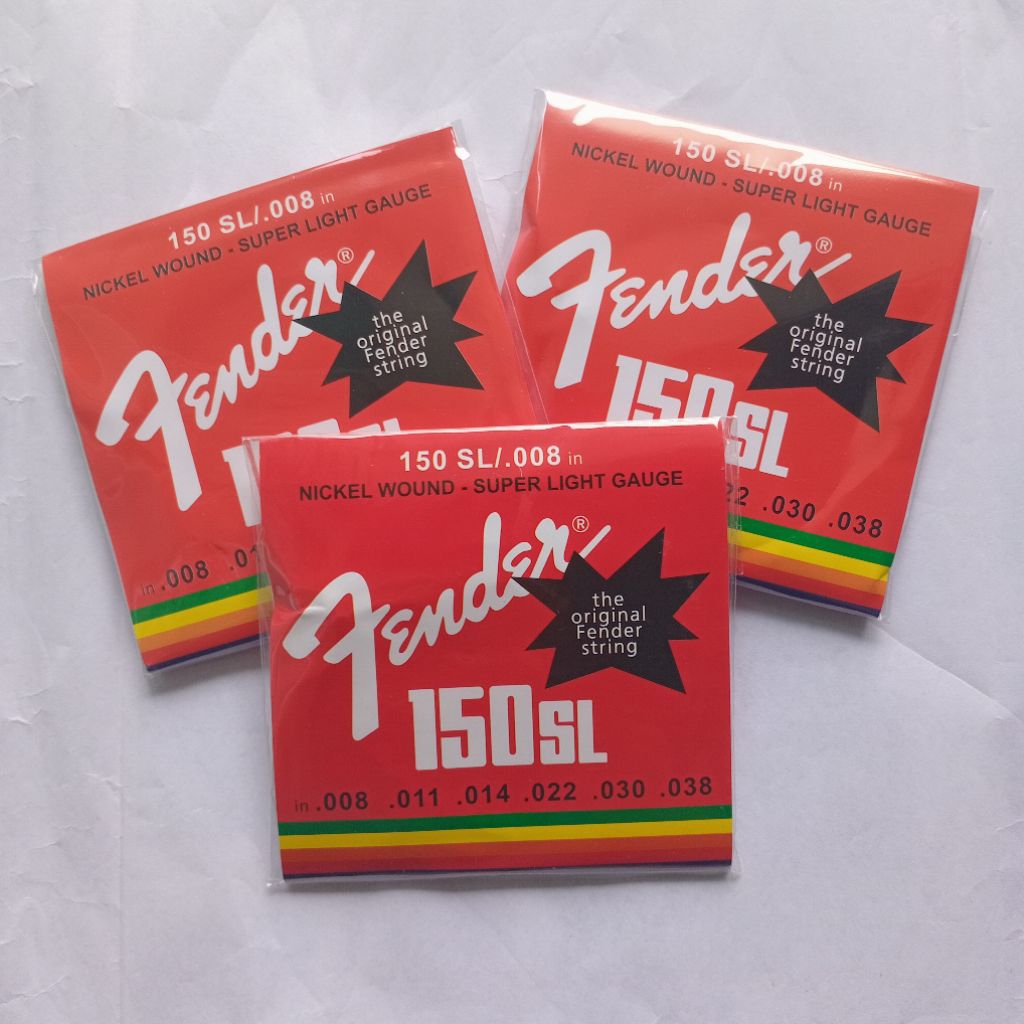 150 SL/.008 in
NICKEL WOUND - SUPER LIGHT GAUGE
Fender®
the
original
Fender
string
in .008
150 SL/.008 in
NICKEL WOUND - SUPER LIGHT GAUGE
Fender®
the
original
Fender
string
150SL
.030 .038
150 SL/.008 in
NICKEL WOUND - SUPER LIGHT GAUGE
Fender®
the
original
Fender
string
150SL
in .008 .011 .014 .022 .030 .038